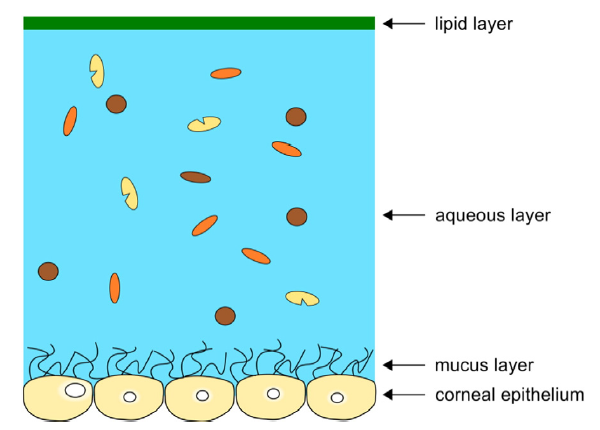 lipid layer
aqueous layer
mucus layer
corneal epithelium